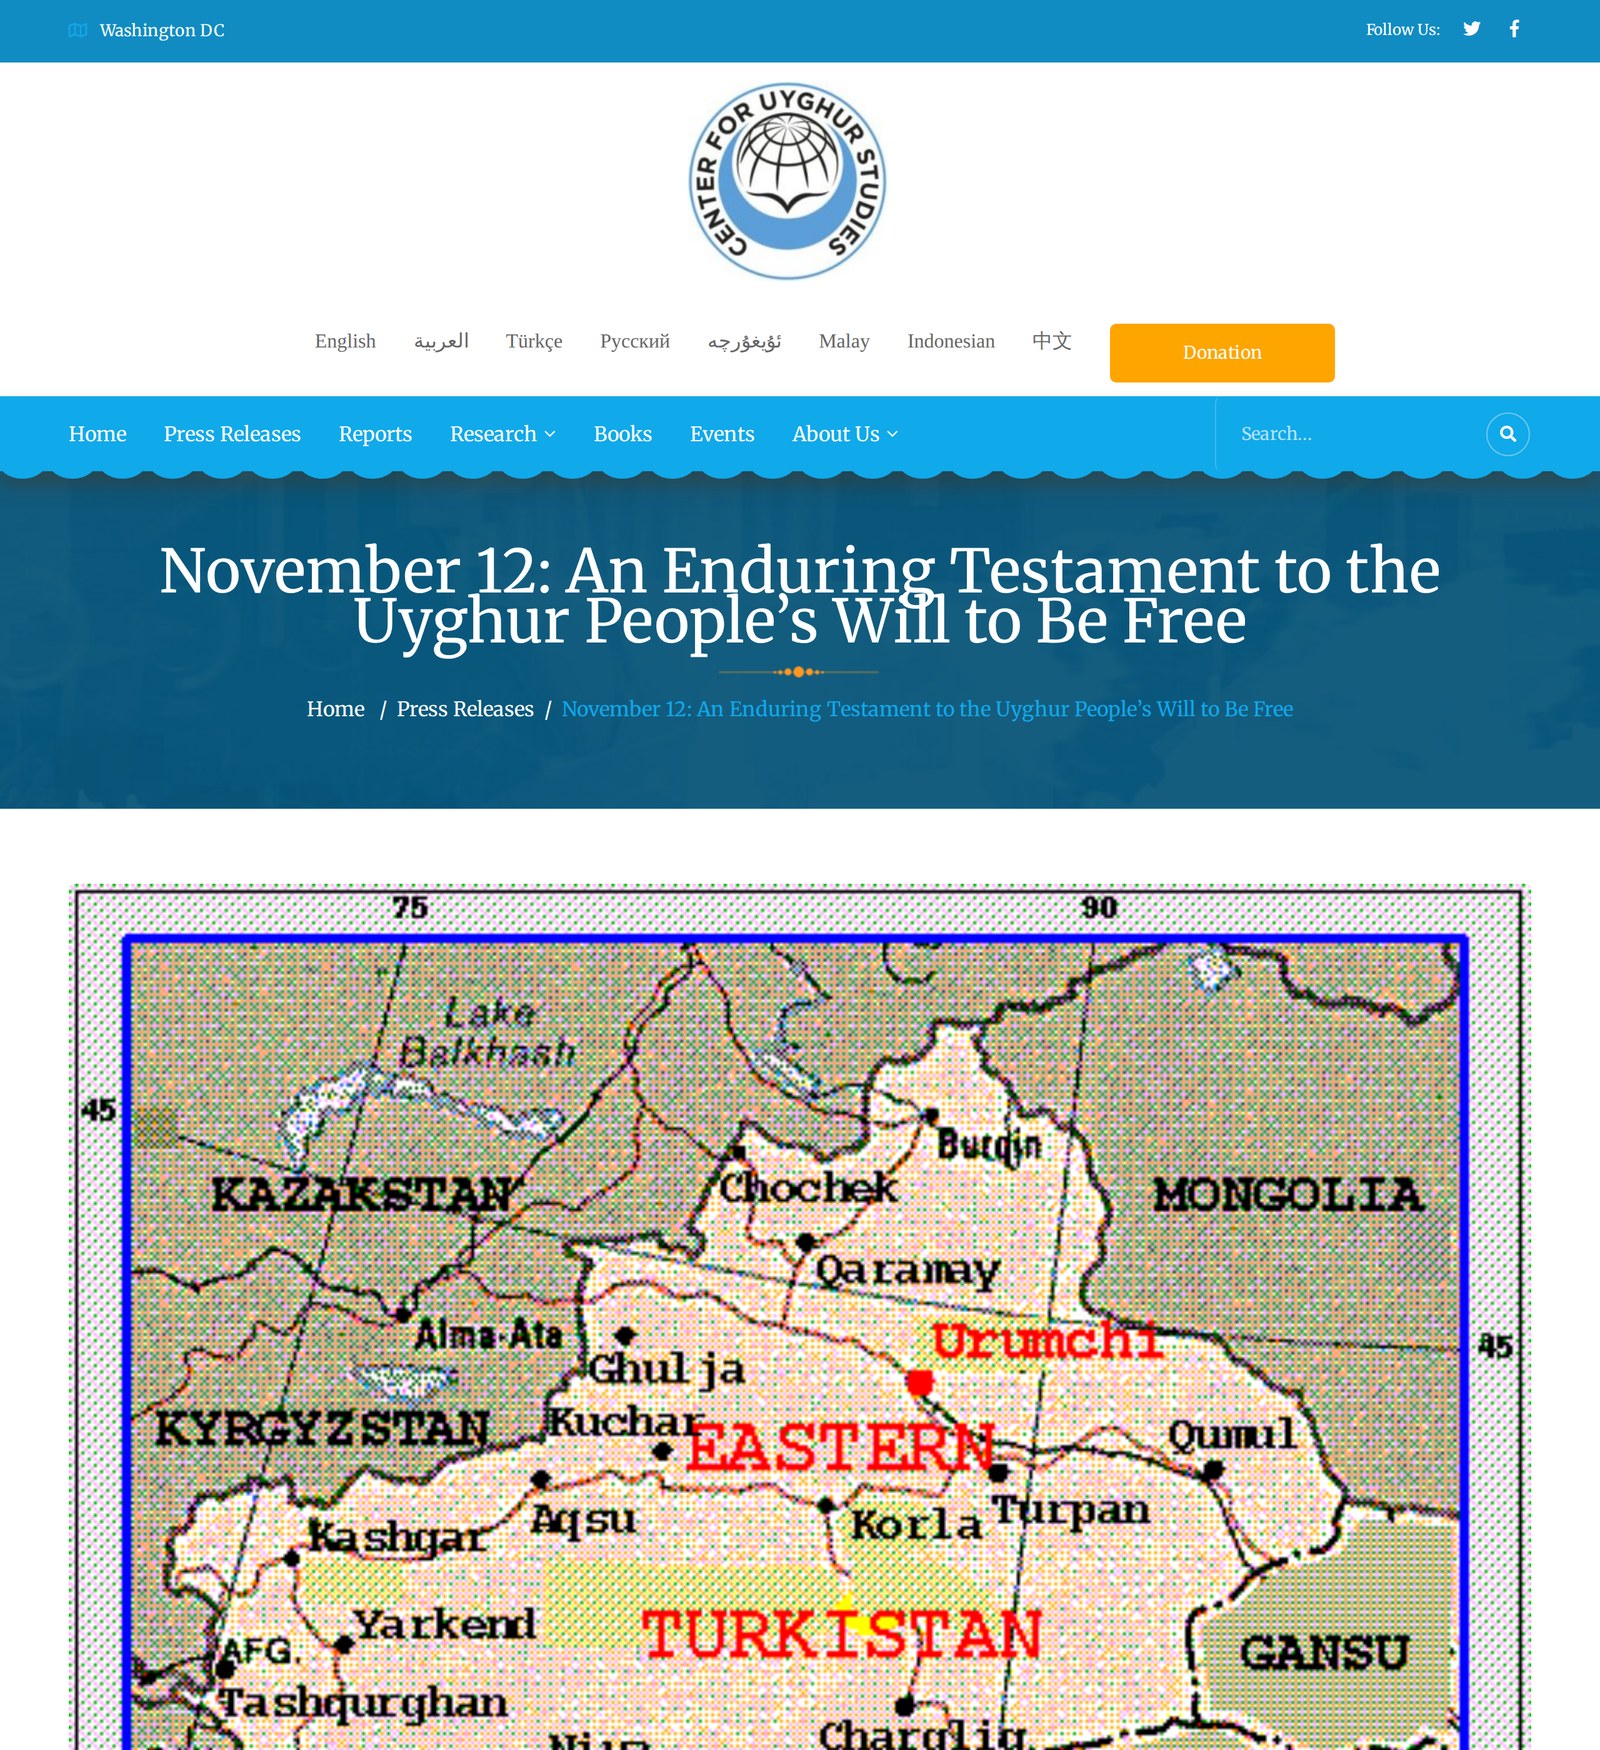 Washington DC
Follow Us:
CENTER FOR UYGHUR STUDIES
English
العربية
Türkçe
Русский
ئۇيغۇرچە
Malay
Indonesian
中文
Donation
Home
Press Releases
Reports
Research
Books
Events
About Us
Search...
November 12: An Enduring Testament to the
Uyghur People’s Will to Be Free
Home / Press Releases / November 12: An Enduring Testament to the Uyghur People’s Will to Be Free
75
90
Lake
Balkhash
45
Burqin
KAZAKSTAN
Chochek
MONGOLIA
Qaramay
Alma-Ata
Urumchi
45
Ghulja
KYRGYZSTAN
Kuchar
EASTERN
Qumul
Aqsu
Korla
Turpan
Kashgar
Yarkend
TURKISTAN
AFG.
GANSU
Tashqurghan